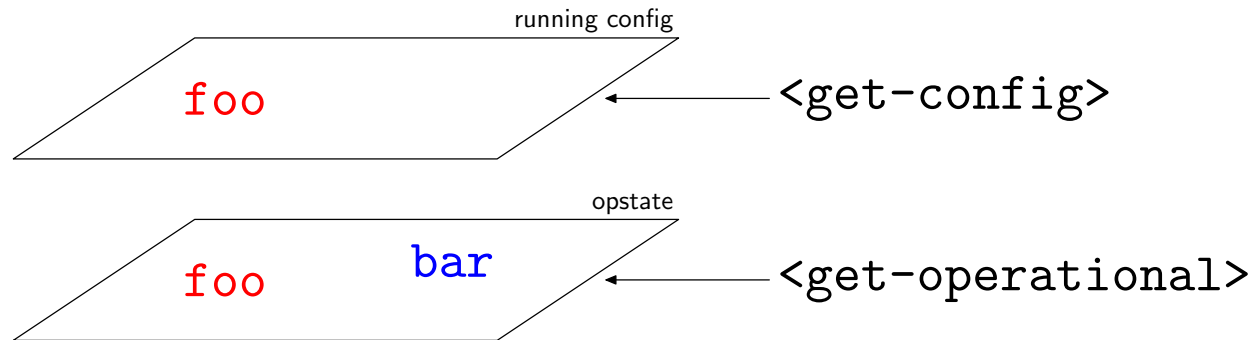 running config
foo
<get-config>
opstate
bar
foo
<get-operational>